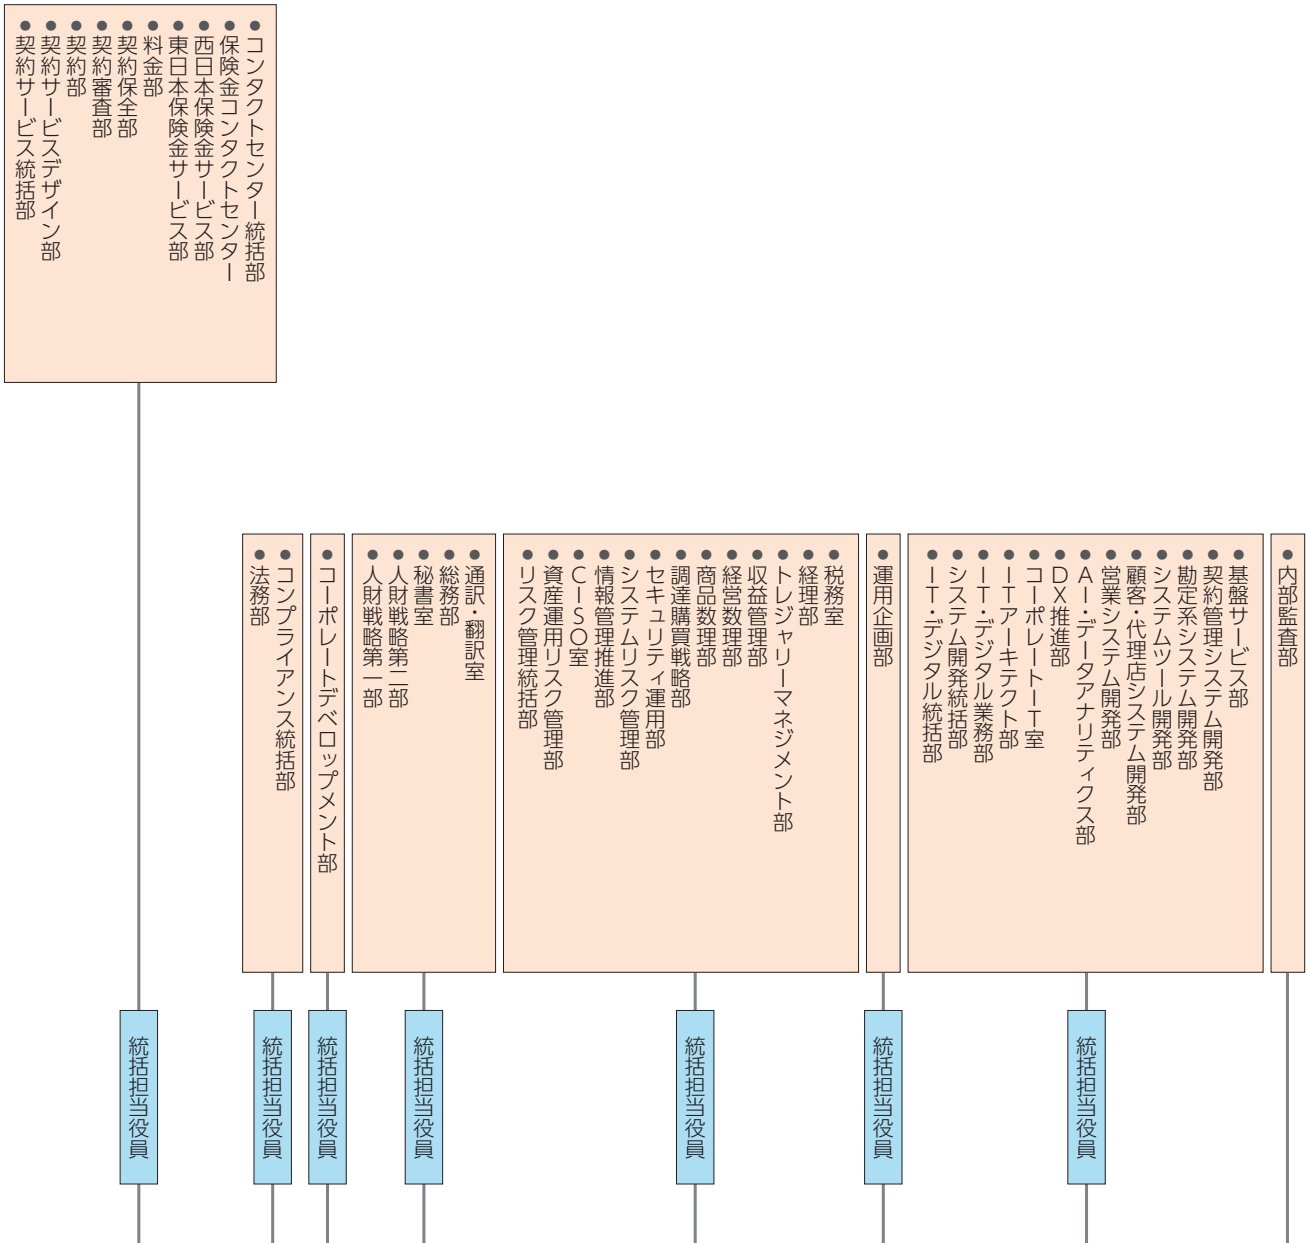 ● コンタクトセンター統括部
● 保険金コンタクトセンター
● 西日本保険金サービス部
● 東日本保険金サービス部
● 料金部
● 契約保全部
● 契約審査部
● 契約部
● 契約サービスデザイン部
● 契約サービス統括部
● 内部監査部
● 基盤サービス部
● 契約管理システム開発部
● 勘定系システム開発部
● システムツール開発部
● 顧客・代理店システム開発部
● 営業システム開発部
● AI・データアナリティクス部
● DX推進部
● コーポレートIT室
● ITアーキテクト部
● IT・デジタル業務部
● システム開発統括部
● IT・デジタル統括部
● 運用企画部
● 税務室
● 経理部
● トレジャリーマネジメント部
● 収益管理部
● 経営数理部
● 商品数理部
● 調達購買戦略部
● セキュリティ運用部
● システムリスク管理部
● 情報管理推進部
● CISO室
● 資産運用リスク管理部
● リスク管理統括部
● 通訳・翻訳室
● 総務部
● 秘書室
● 人財戦略第二部
● 人財戦略第一部
● コーポレートデベロップメント部
● コンプライアンス統括部
● 法務部
統括担当役員
統括担当役員
統括担当役員
統括担当役員
統括担当役員
統括担当役員
統括担当役員